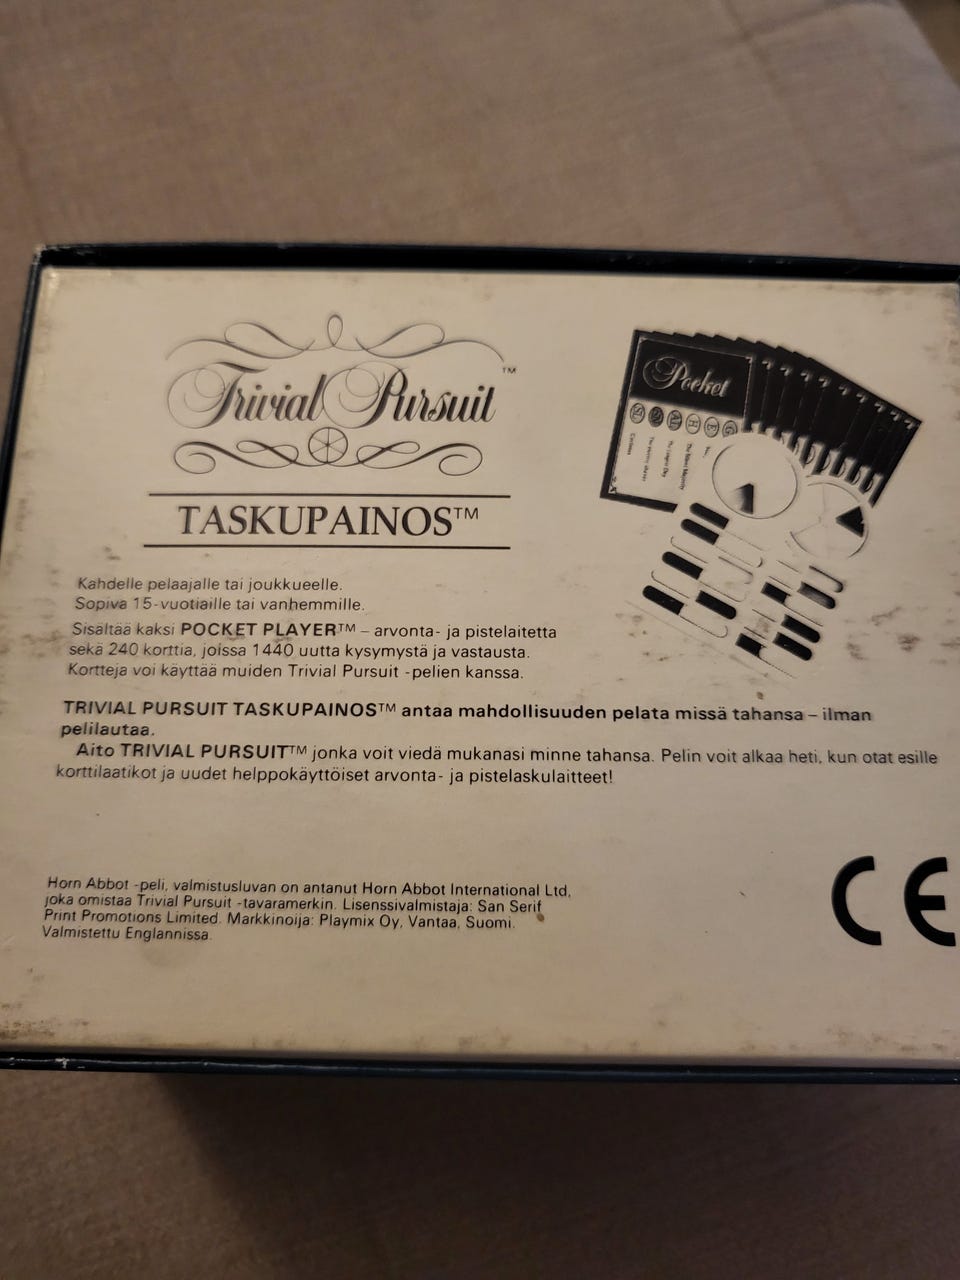 Trivial Pursuit™
TASKUPAINOS™
Kahdelle pelaajalle tai joukkueelle.
Sopiva 15-vuotiaille tai vanhemmille.
Sisältää kaksi POCKET PLAYER™ – arvonta- ja pistelaitetta
sekä 240 korttia, joissa 1440 uutta kysymystä ja vastausta.
Kortteja voi käyttää muiden Trivial Pursuit -pelien kanssa.
TRIVIAL PURSUIT TASKUPAINOS™ antaa mahdollisuuden pelata missä tahansa – ilman
pelilautaa.
Aito TRIVIAL PURSUIT™ jonka voit viedä mukanasi minne tahansa. Pelin voit alkaa heti, kun otat esille
korttilaatikot ja uudet helppokäyttöiset arvonta- ja pistelaskulaitteet!
Horn Abbot -peli, valmistusluvan on antanut Horn Abbot International Ltd,
joka omistaa Trivial Pursuit -tavaramerkin. Lisenssivalmistaja: San Serif
Print Promotions Limited. Markkinoija: Playmix Oy, Vantaa, Suomi.
Valmistettu Englannissa.
Pocket
CE